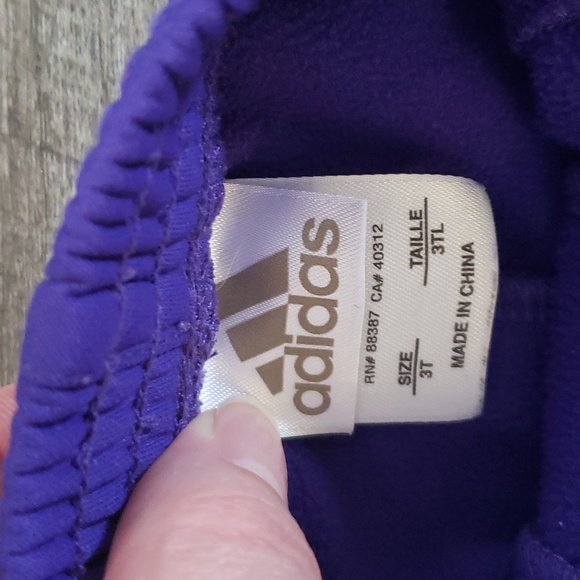 adidas
RN# 88387 CA# 40312
SIZE TAILLE
3T 3TL
MADE IN CHINA